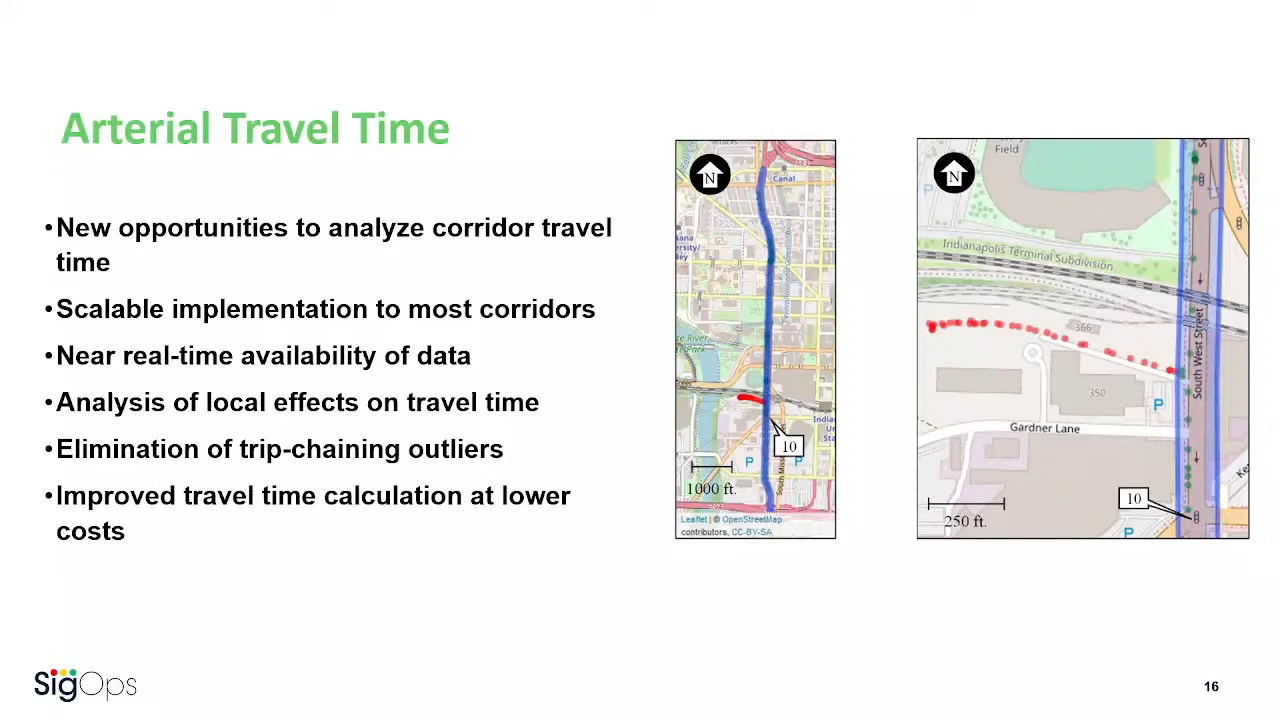 Arterial Travel Time
•New opportunities to analyze corridor travel
time
•Scalable implementation to most corridors
•Near real-time availability of data
•Analysis of local effects on travel time
•Elimination of trip-chaining outliers
•Improved travel time calculation at lower
costs
N
Canal
P
P
10
1000 ft.
Leaflet | © OpenStreetMap
contributors, CC-BY-SA
N
Field
P
Indianapolis Terminal Subdivision
366
350
South West Street
P
Gardner Lane
10
250 ft.
P
SigOps
16